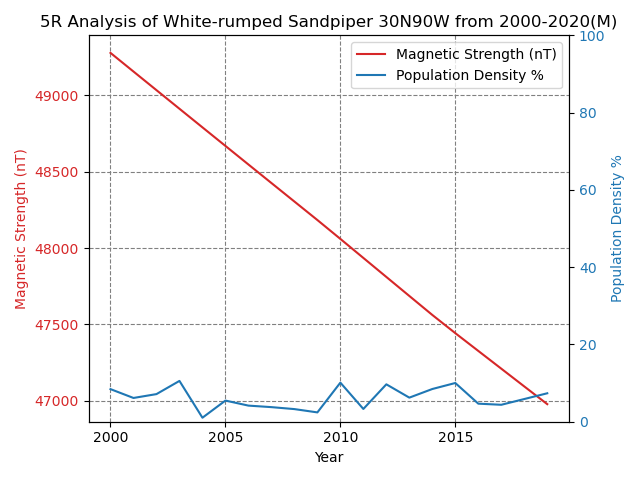 5R Analysis of White-rumped Sandpiper 30N90W from 2000-2020(M)
Magnetic Strength (nT)
Population Density %
49000
48500
48000
47500
47000
Magnetic Strength (nT)
100
80
60
40
20
0
Population Density %
2000
2005
2010
2015
Year